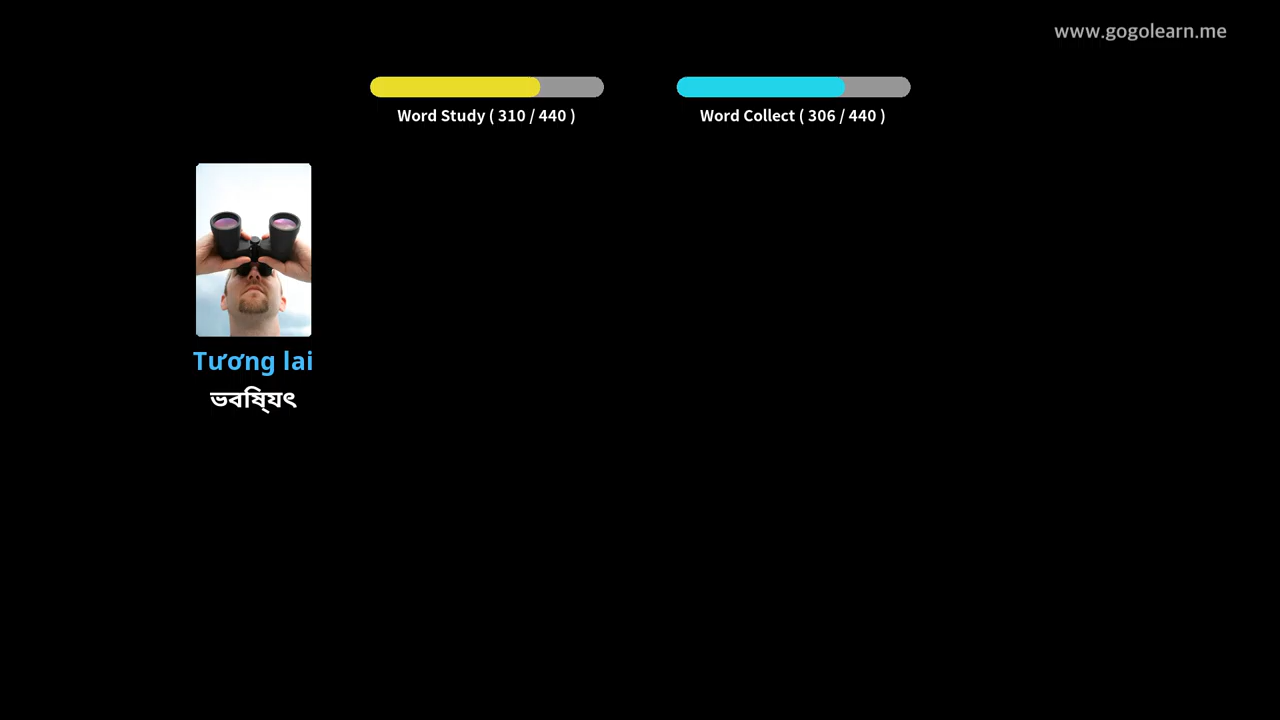 www.gogolearn.me
Word Study ( 310 / 440 )
Word Collect ( 306 / 440 )
Tương lai
ভবিষ্যৎ